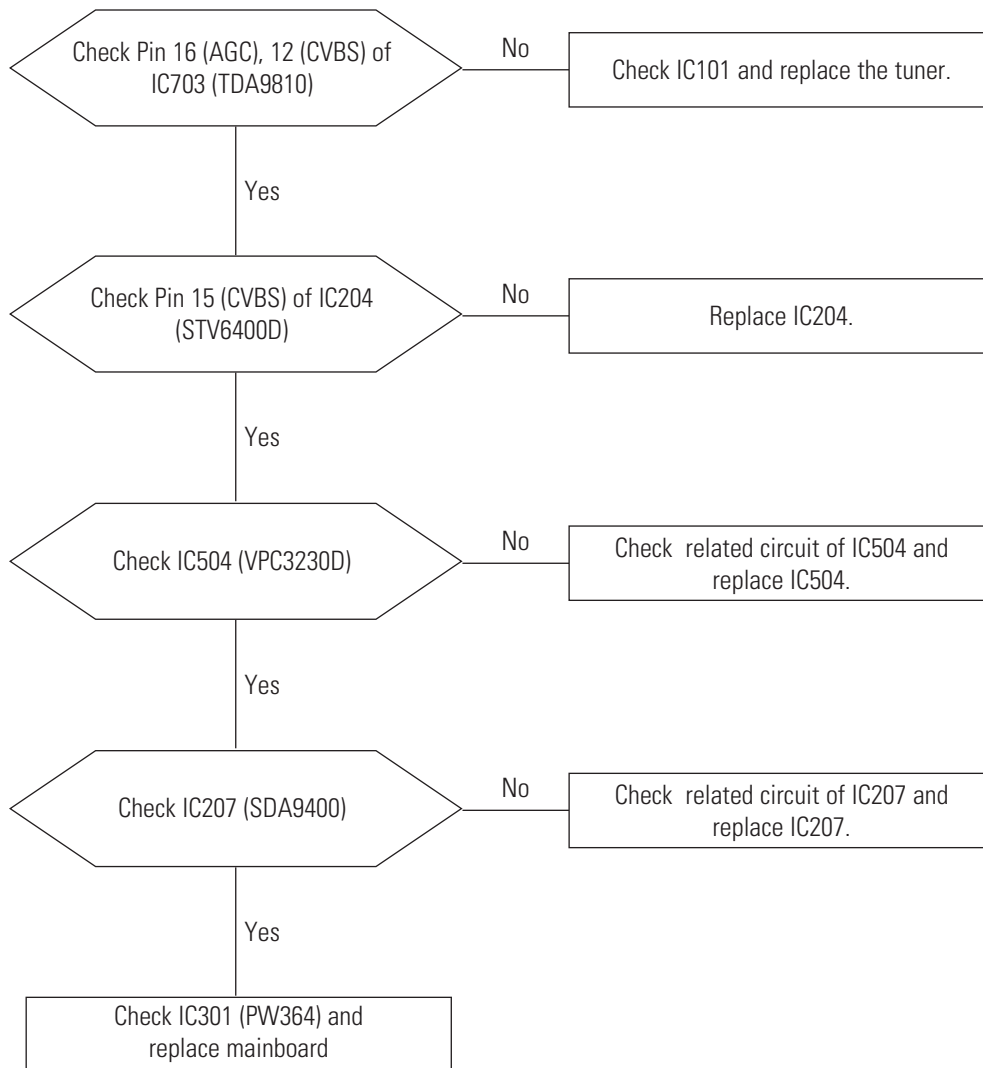 Check Pin 16 (AGC), 12 (CVBS) of
IC703 (TDA9810)
No
Check IC101 and replace the tuner.
Yes
Check Pin 15 (CVBS) of IC204
(STV6400D)
No
Replace IC204.
Yes
Check IC504 (VPC3230D)
No
Check related circuit of IC504 and
replace IC504.
Yes
Check IC207 (SDA9400)
No
Check related circuit of IC207 and
replace IC207.
Yes
Check IC301 (PW364) and
replace mainboard